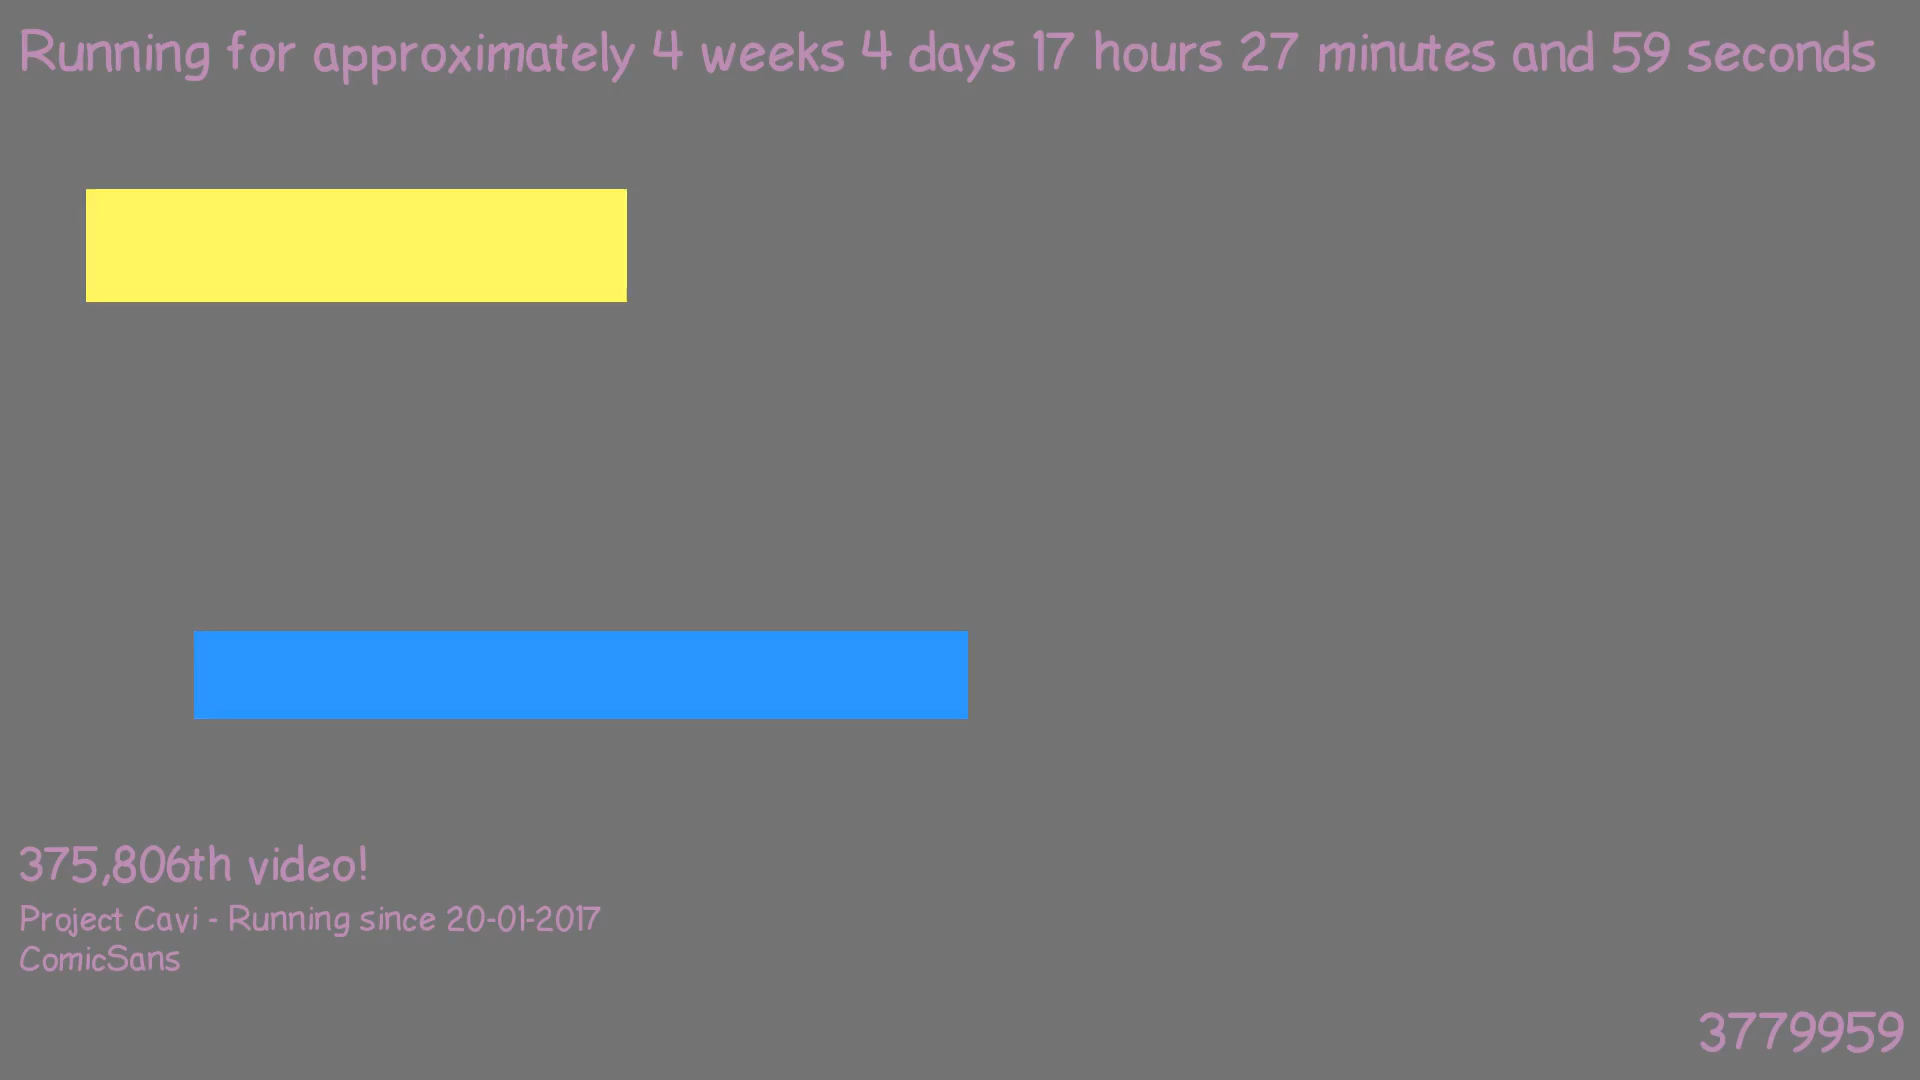 Running for approximately 4 weeks 4 days 17 hours 27 minutes and 59 seconds
375,806th video!
Project Cavi - Running since 20-01-2017
ComicSans
3779959